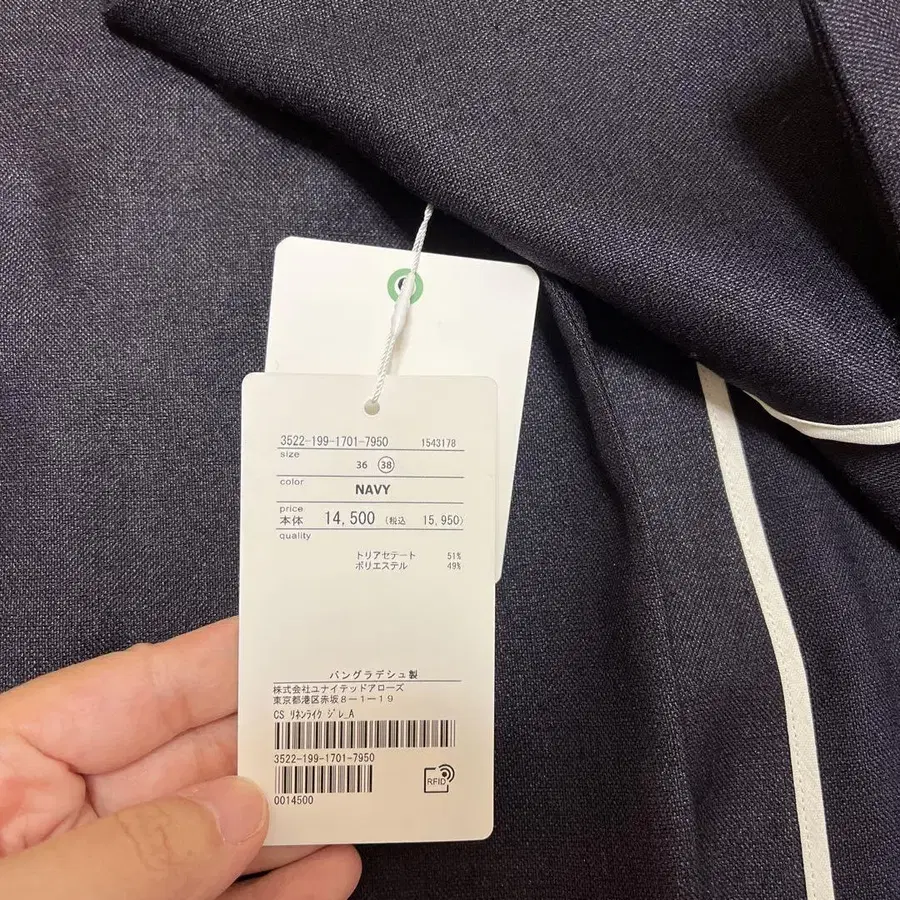 3522-199-1701-7950 1543178
size
36 38
color
NAVY
price
本体 14,500 (税込 15,950)
quality
トリアセテート 51%
ポリエステル 49%
バングラデシュ製
株式会社ユナイテッドアローズ
東京都港区赤坂8-1-19
CS リネンライク ジレ_A
3522-199-1701-7950
0014500
RFID